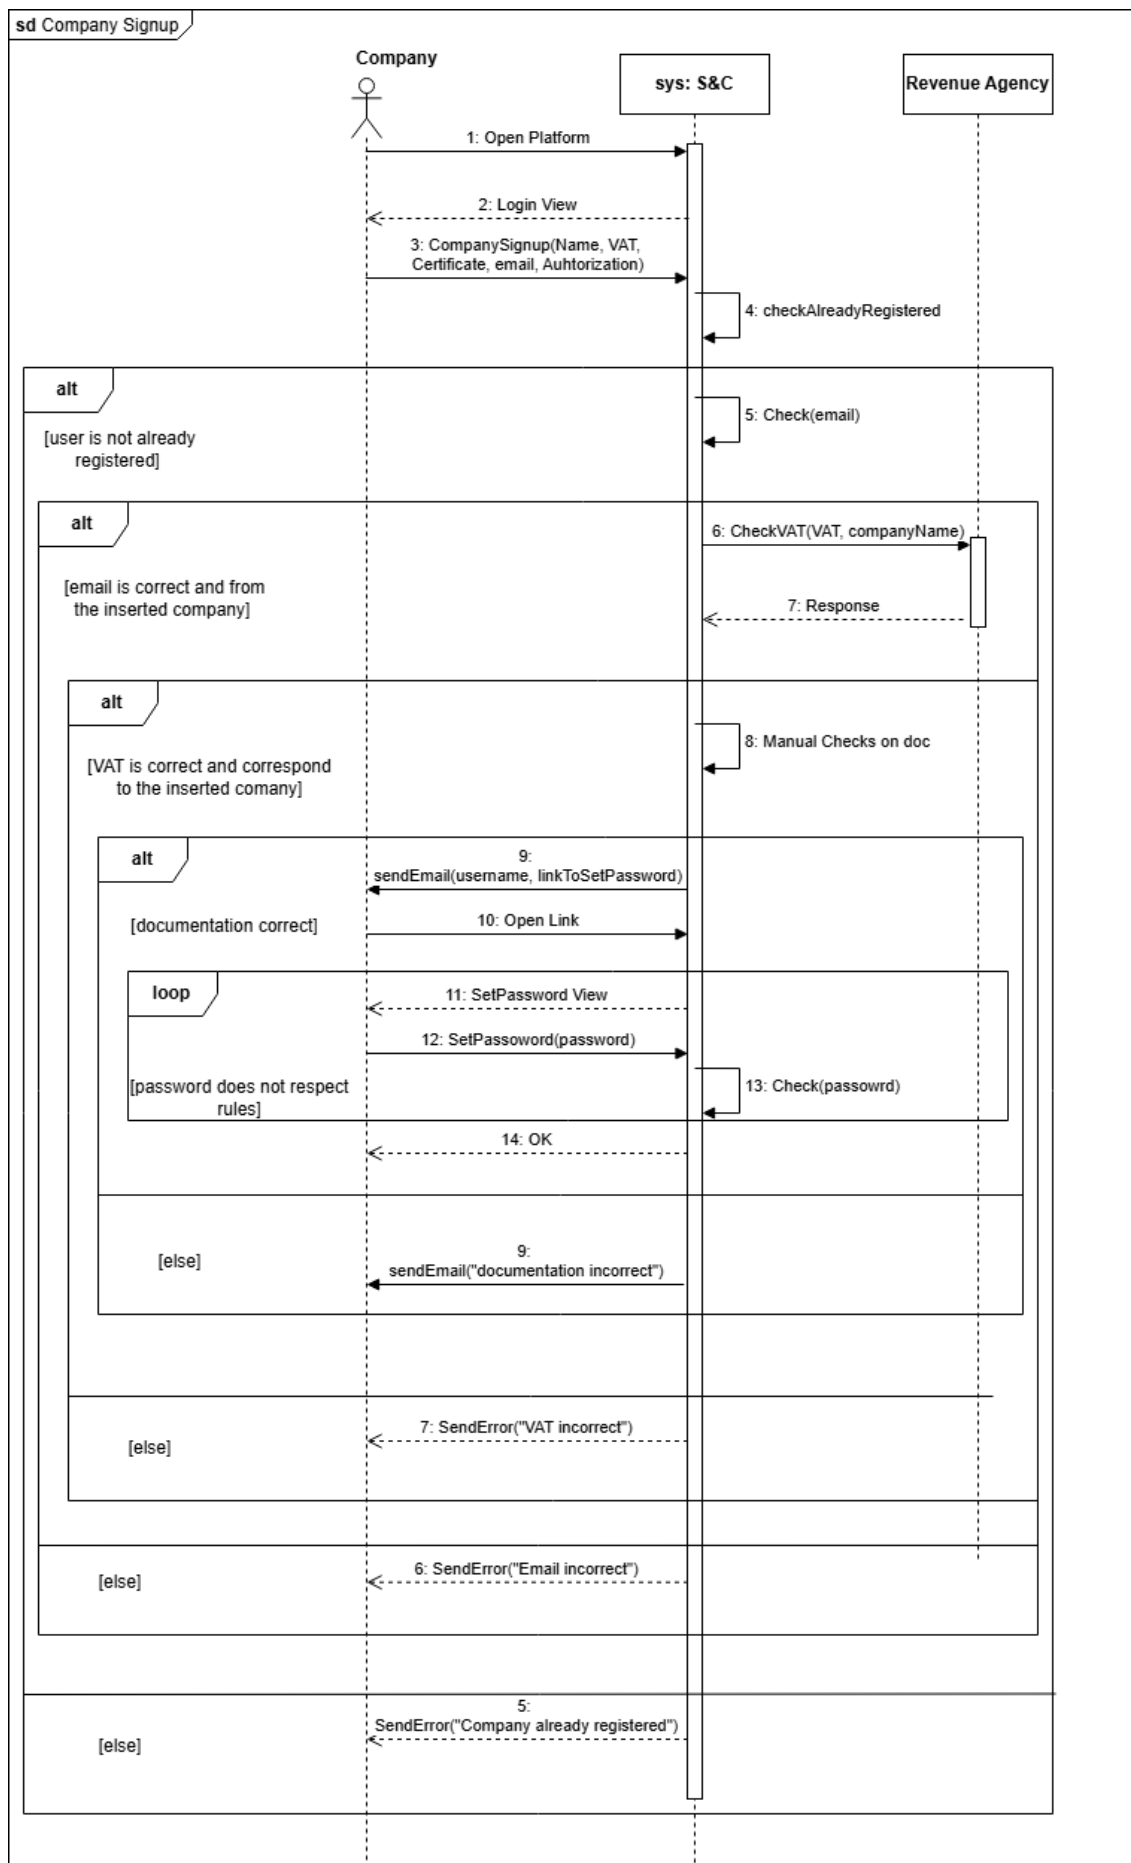 sd Company Signup
Company
sys: S&C
Revenue Agency
1: Open Platform
2: Login View
3: CompanySignup(Name, VAT,
Certificate, email, Auhtorization)
4: checkAlreadyRegistered
alt
5: Check(email)
[user is not already
registered]
alt
6: CheckVAT(VAT, companyName)
[email is correct and from
the inserted company]
7: Response
alt
8: Manual Checks on doc
[VAT is correct and correspond
to the inserted comany]
alt
9:
sendEmail(username, linkToSetPassword)
[documentation correct]
10: Open Link
loop
11: SetPassword View
12: SetPassoword(password)
[password does not respect
rules]
13: Check(passowrd)
14: OK
[else]
9:
sendEmail("documentation incorrect")
7: SendError("VAT incorrect")
[else]
6: SendError("Email incorrect")
[else]
5:
SendError("Company already registered")
[else]